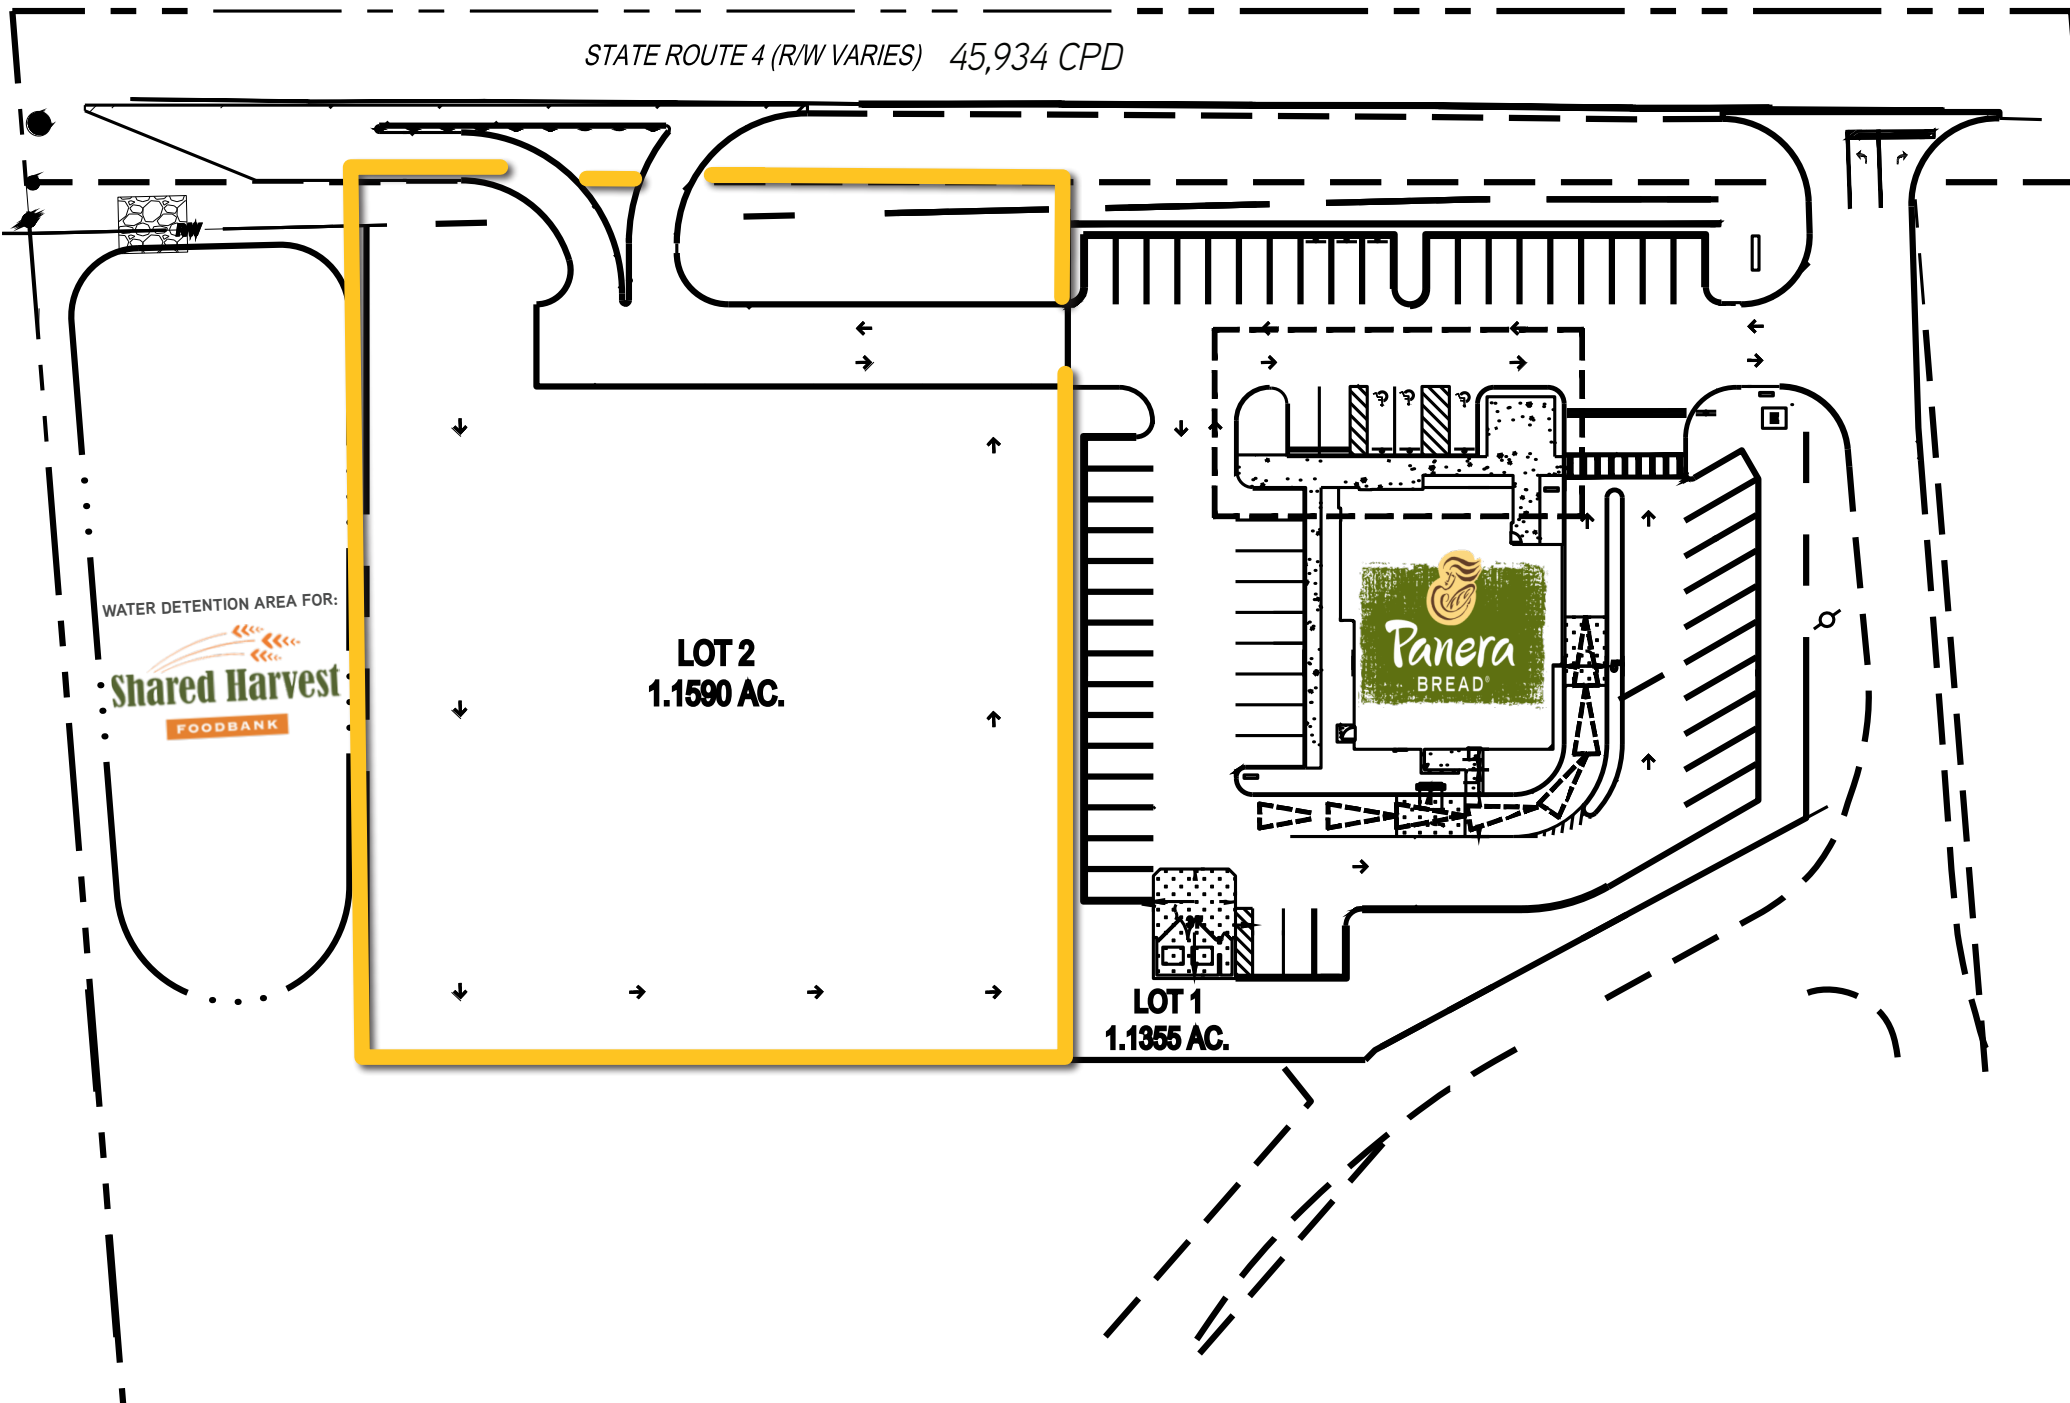 STATE ROUTE 4 (R/W VARIES) 45,934 CPD
R/W
WATER DETENTION AREA FOR:
Shared Harvest
FOODBANK
LOT 2
1.1590 AC.
Panera
BREAD®
LOT 1
1.1355 AC.